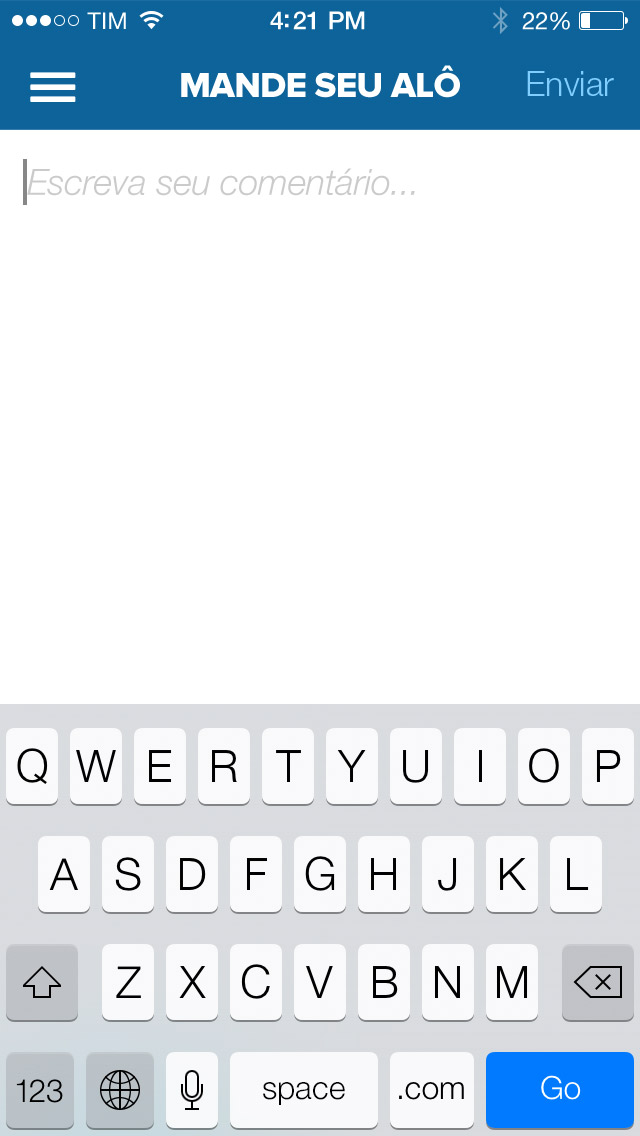 TIM 4:21 PM 22%
MANDE SEU ALÔ Enviar
Escreva seu comentário...
Q W E R T Y U I O P
A S D F G H J K L
Z X C V B N M
123 space .com Go